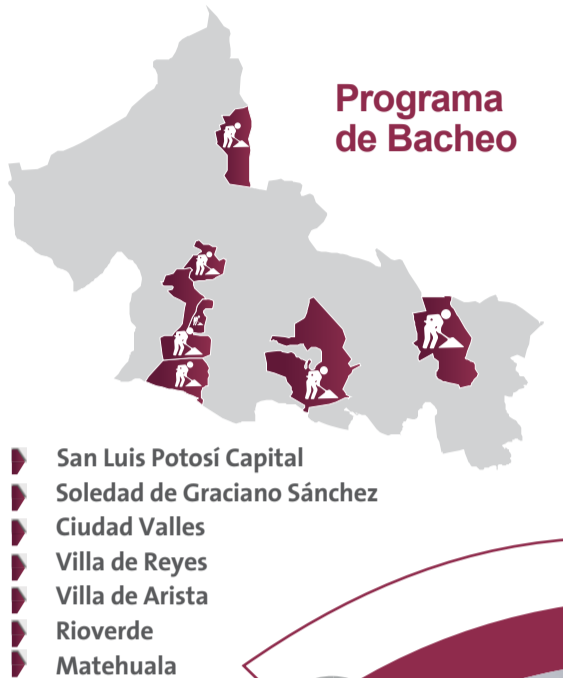 Programa
de Bacheo
San Luis Potosí Capital
Soledad de Graciano Sánchez
Ciudad Valles
Villa de Reyes
Villa de Arista
Rioverde
Matehuala